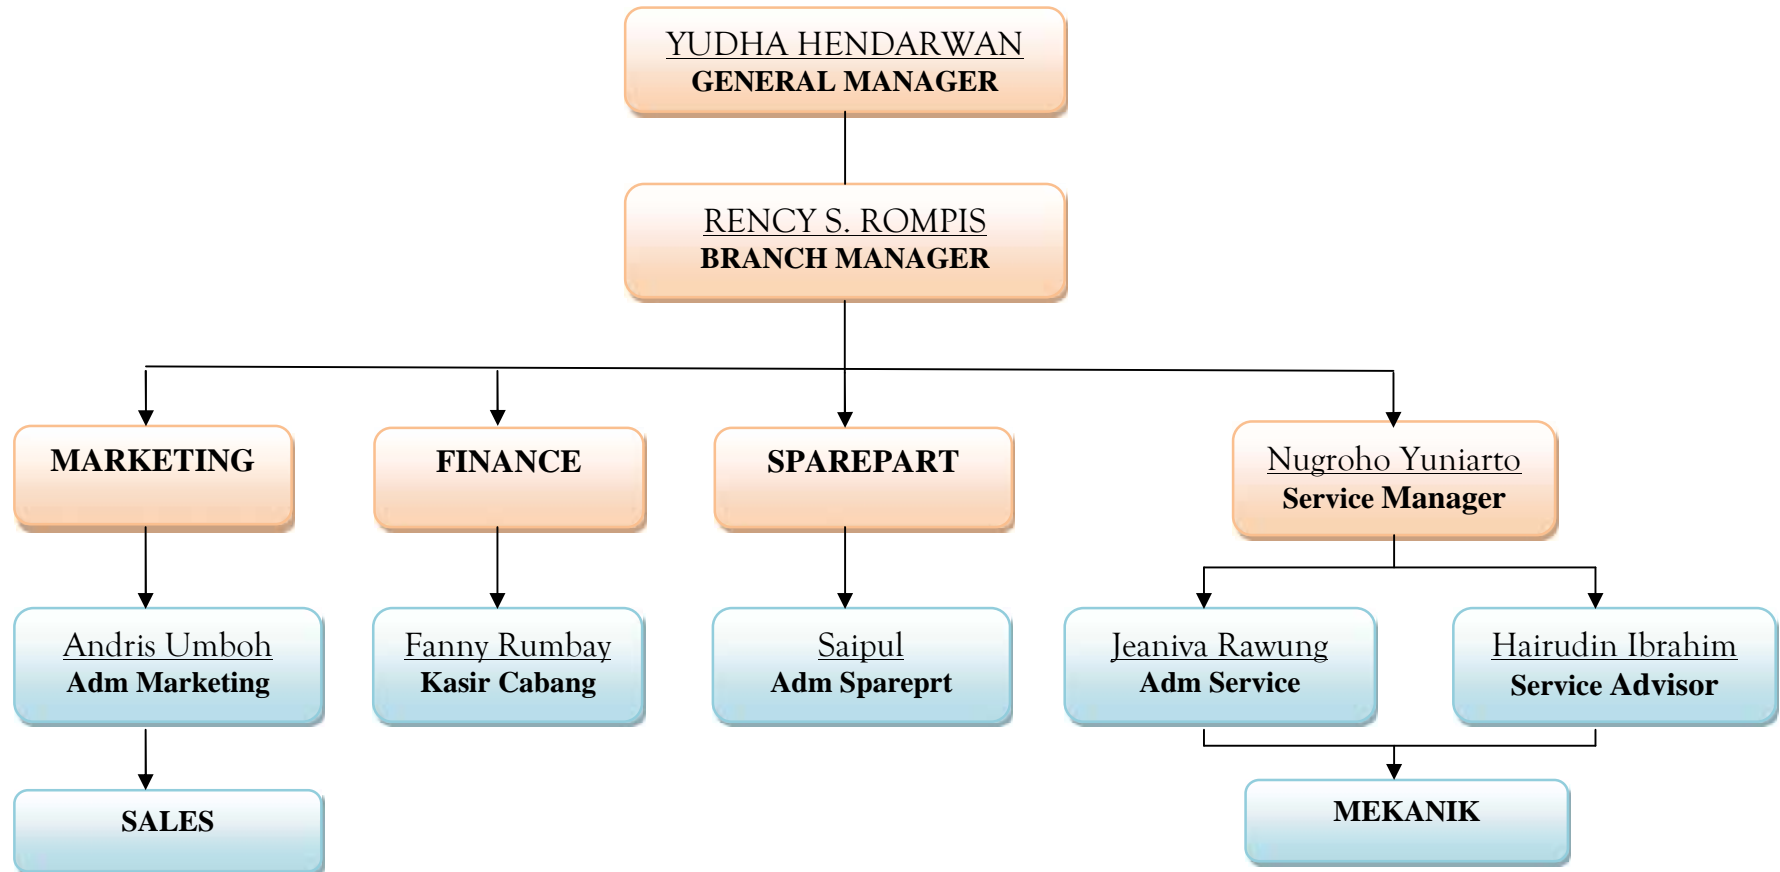 YUDHA HENDARWAN
GENERAL MANAGER
RENCY S. ROMPIS
BRANCH MANAGER
MARKETING
FINANCE
SPAREPART
Nugroho Yuniarto
Service Manager
Andris Umboh
Adm Marketing
Fanny Rumbay
Kasir Cabang
Saipul
Adm Spareprt
Jeaniva Rawung
Adm Service
Hairudin Ibrahim
Service Advisor
SALES
MEKANIK